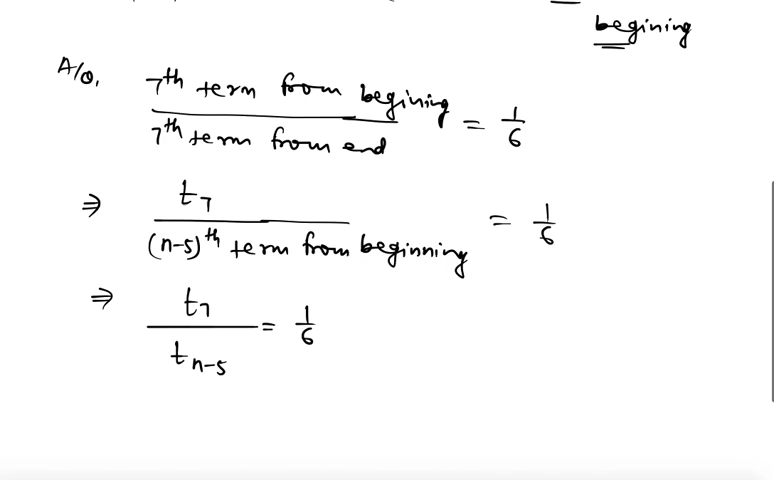 begining
A/Q, 7th term from begining / 7th term from end = 1/6
⇒ t7 / (n-5)th term from beginning = 1/6
⇒ t7 / tn-5 = 1/6